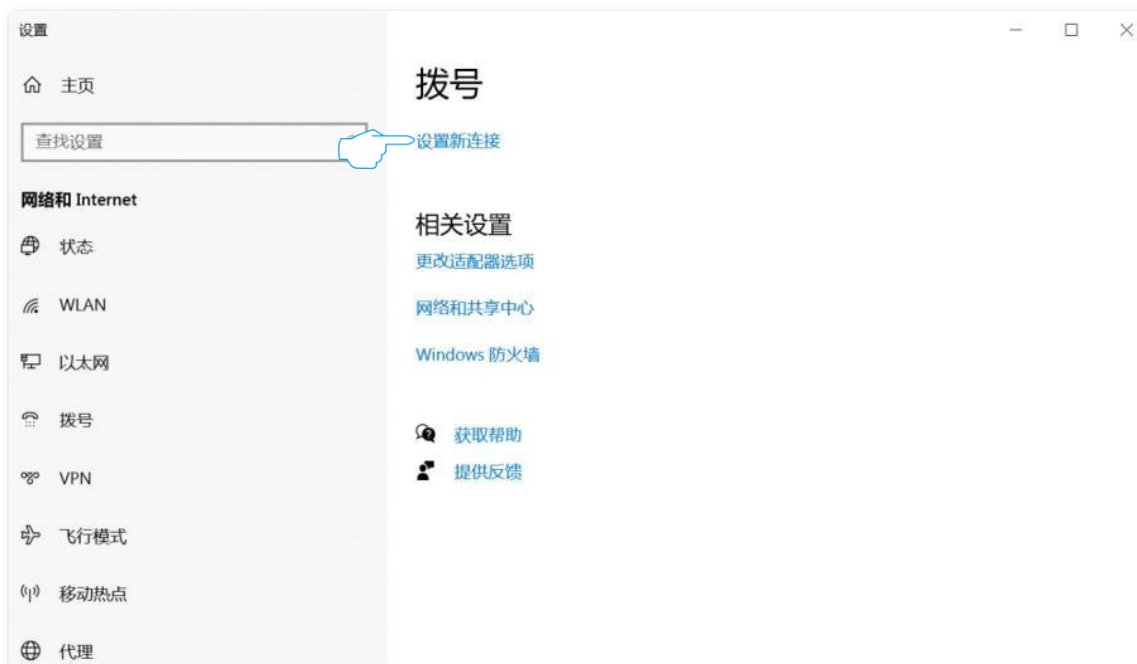 设置
主页
查找设置
网络和 Internet
状态
WLAN
以太网
拨号
VPN
飞行模式
移动热点
代理
拨号
设置新连接
相关设置
更改适配器选项
网络和共享中心
Windows 防火墙
获取帮助
提供反馈